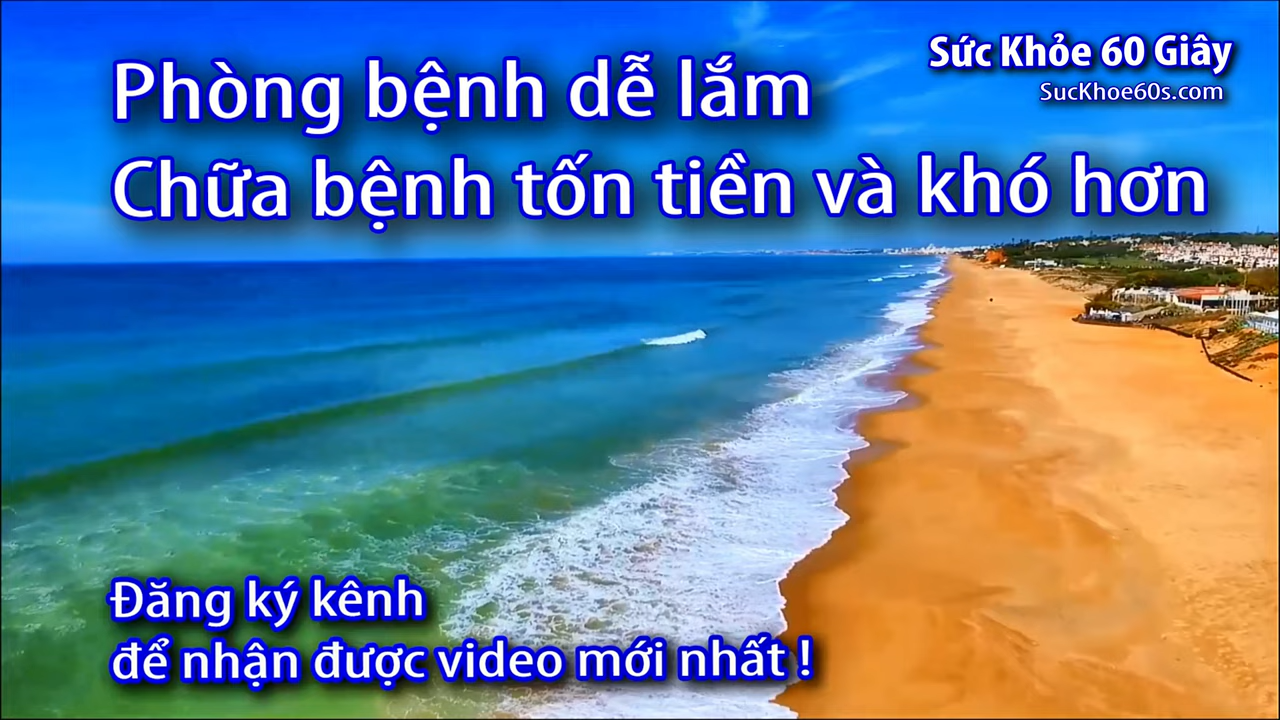 Sức Khỏe 60 Giây
SucKhoe60s.com
Phòng bệnh dễ lắm
Chữa bệnh tốn tiền và khó hơn
Đăng ký kênh
để nhận được video mới nhất !